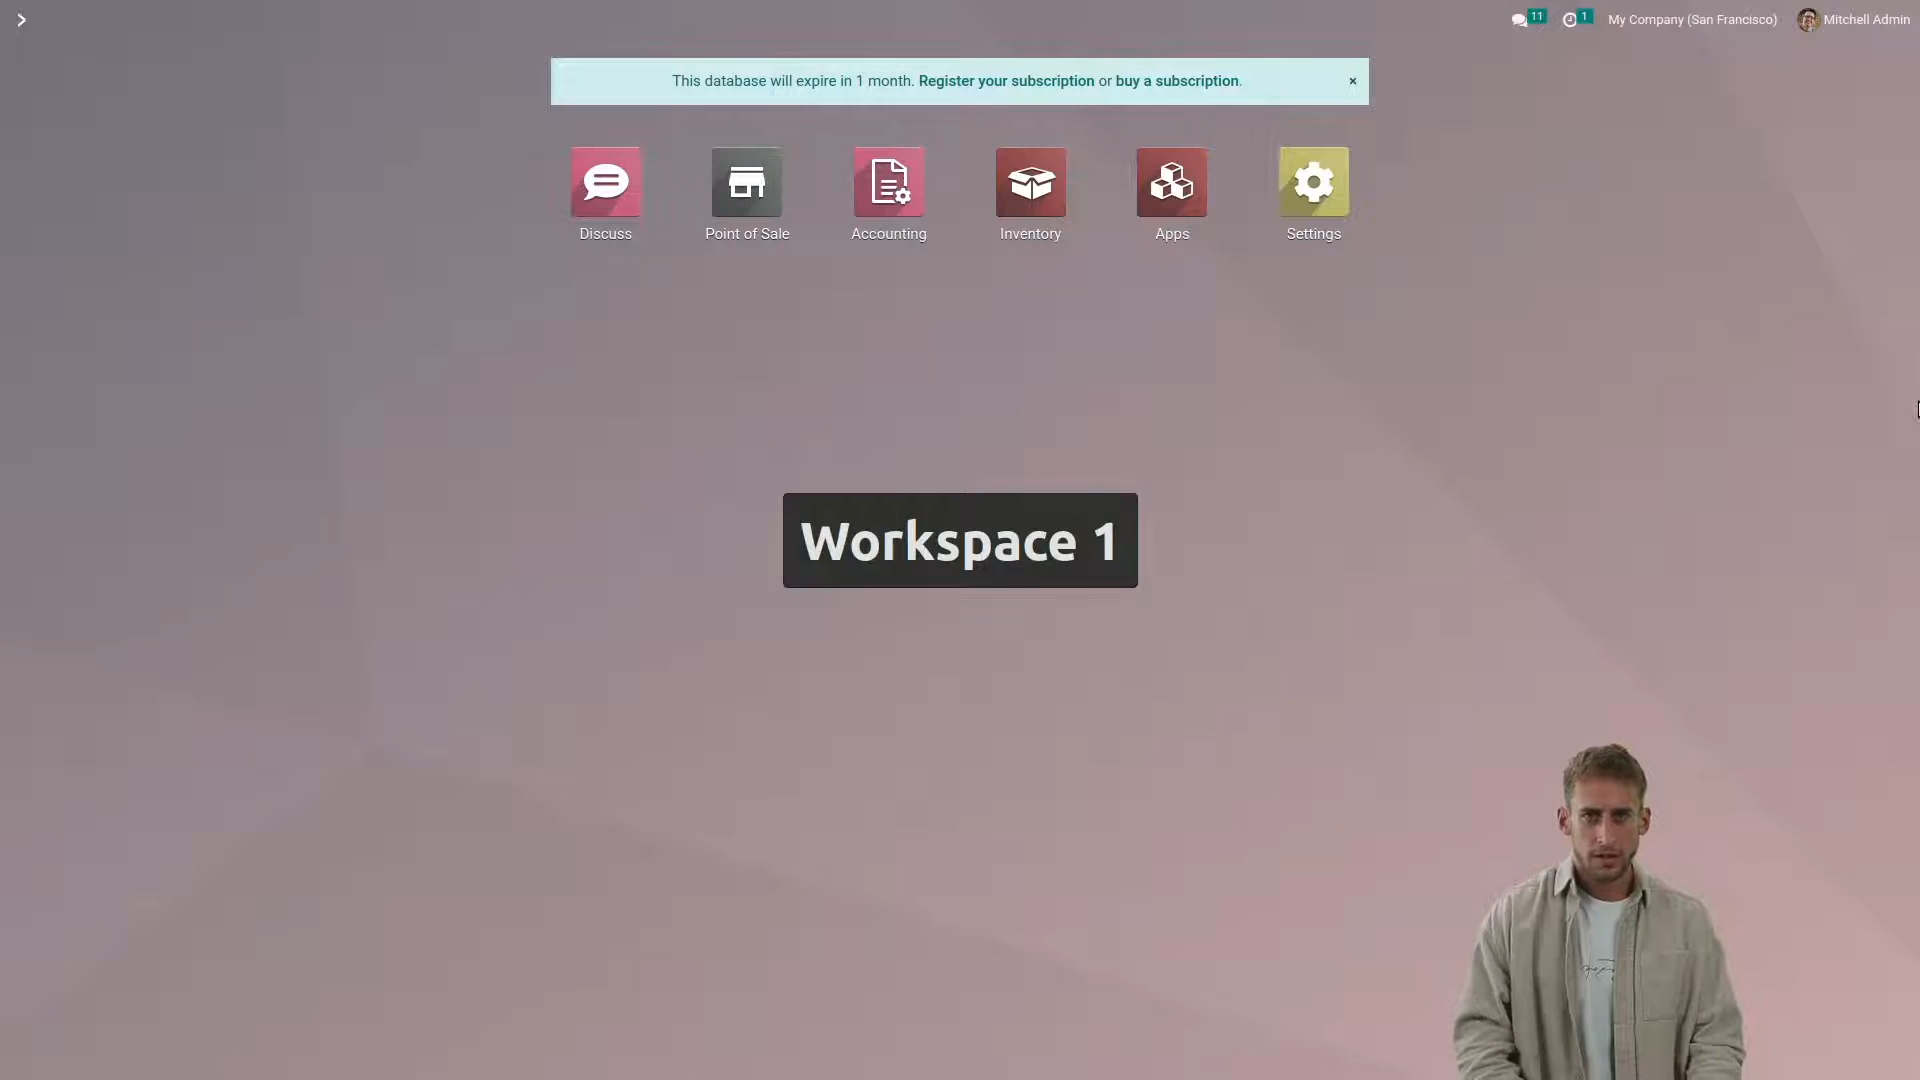 11 1 My Company (San Francisco) Mitchell Admin
This database will expire in 1 month. Register your subscription or buy a subscription. ×
Discuss Point of Sale Accounting Inventory Apps Settings
Workspace 1